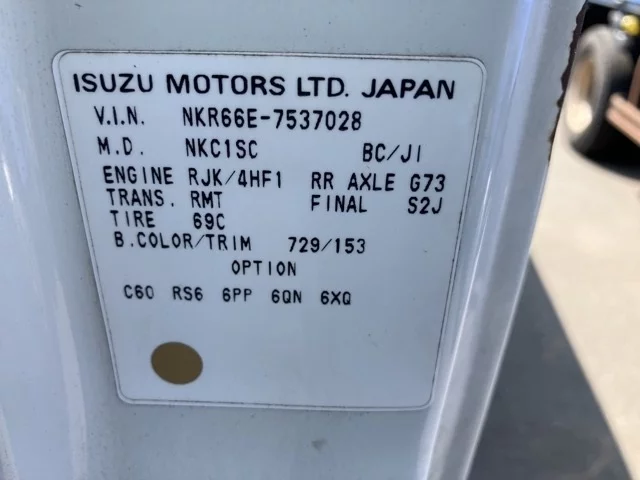 ISUZU MOTORS LTD. JAPAN
V.I.N. NKR66E-7537028
M.D. NKC1SC BC/J1
ENGINE RJK/4HF1 RR AXLE G73
TRANS. RMT FINAL S2J
TIRE 69C
B.COLOR/TRIM 729/153
OPTION
C60 RS6 6PP 6QN 6XQ